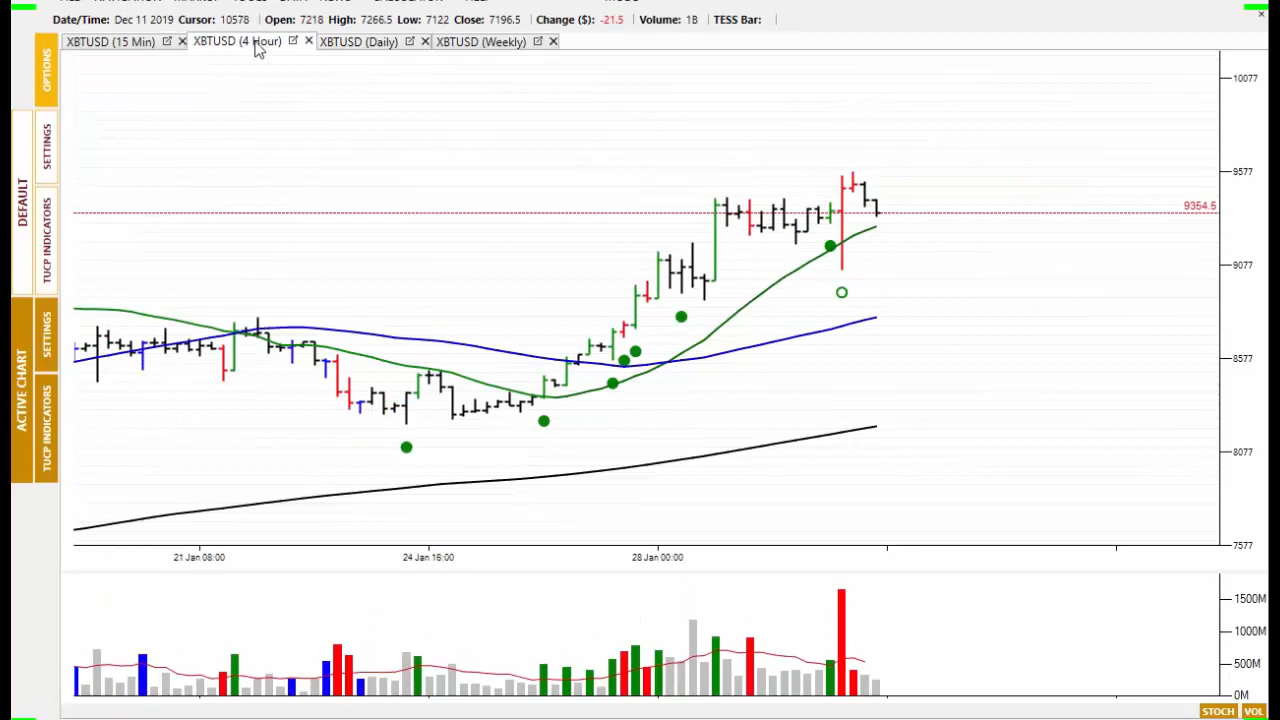 Date/Time: Dec 11 2019 Cursor: 10578 Open: 7218 High: 7266.5 Low: 7122 Close: 7196.5 Change ($): -21.5 Volume: 1B TESS Bar:
XBTUSD (15 Min) XBTUSD (4 Hour) XBTUSD (Daily) XBTUSD (Weekly)
OPTIONS
DEFAULT
SETTINGS
TUCP INDICATORS
ACTIVE CHART
SETTINGS
TUCP INDICATORS
10077
9577
9354.5
9077
8577
8077
7577
21 Jan 08:00 24 Jan 16:00 28 Jan 00:00
1500M
1000M
500M
0M
STOCH VOL